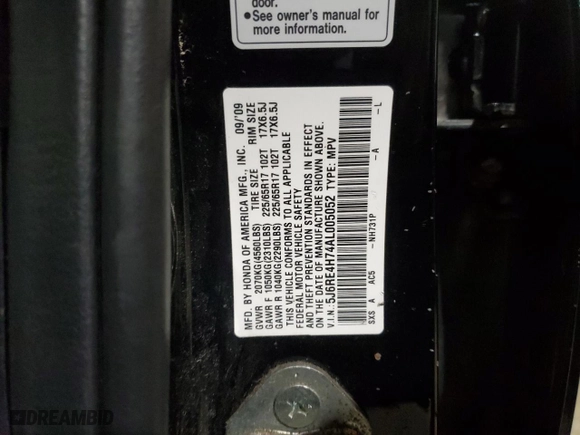 door.
•See owner's manual for
more information.
MFD. BY HONDA OF AMERICA MFG., INC. 09/'09
GVWR 2070KG(4560LBS) TIRE SIZE RIM SIZE
GAWR F 1050KG(2310LBS) 225/65R17 102T 17X6.5J
GAWR R 1040KG(2290LBS) 225/65R17 102T 17X6.5J
THIS VEHICLE CONFORMS TO ALL APPLICABLE
FEDERAL MOTOR VEHICLE SAFETY
AND THEFT PREVENTION STANDARDS IN EFFECT
ON THE DATE OF MANUFACTURE SHOWN ABOVE.
V.I.N.:5J6RE4H74AL005052 TYPE: MPV
SXS A AC5 -NH731P -A -L
DREAMBID